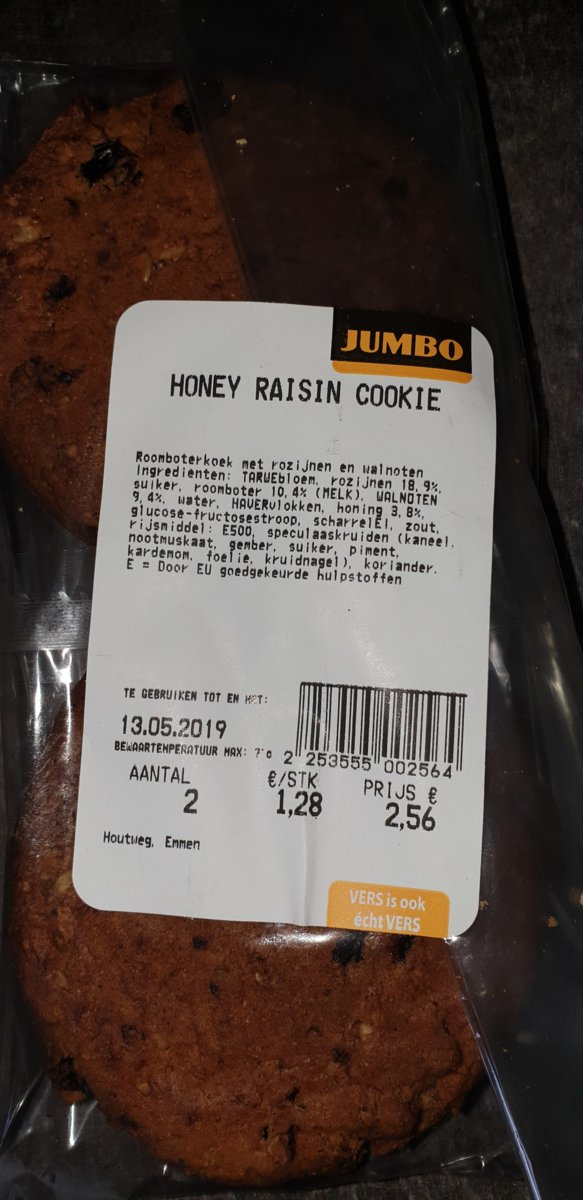 JUMBO
HONEY RAISIN COOKIE
Roomboterkoek met rozijnen en walnoten
Ingredienten: TARWEbloem, rozijnen 18,9%,
suiker, roomboter 10,4% (MELK), WALNOTEN
9,4%, water, HAVERvlokken, honing 3,8%,
glucose-fructosestroop, scharrelEI, zout,
rijsmiddel: E500, speculaaskruiden (kaneel,
nootmuskaat, gember, suiker, piment,
kardemom, foelie, kruidnagel), koriander.
E = Door EU goedgekeurde hulpstoffen
TE GEBRUIKEN TOT EN MET:
13.05.2019
BEWAARTEMPERATUUR MAX: 7°C
2 253555 002564
AANTAL €/STK PRIJS €
2 1,28 2,56
Houtweg, Emmen
VERS is ook
écht VERS